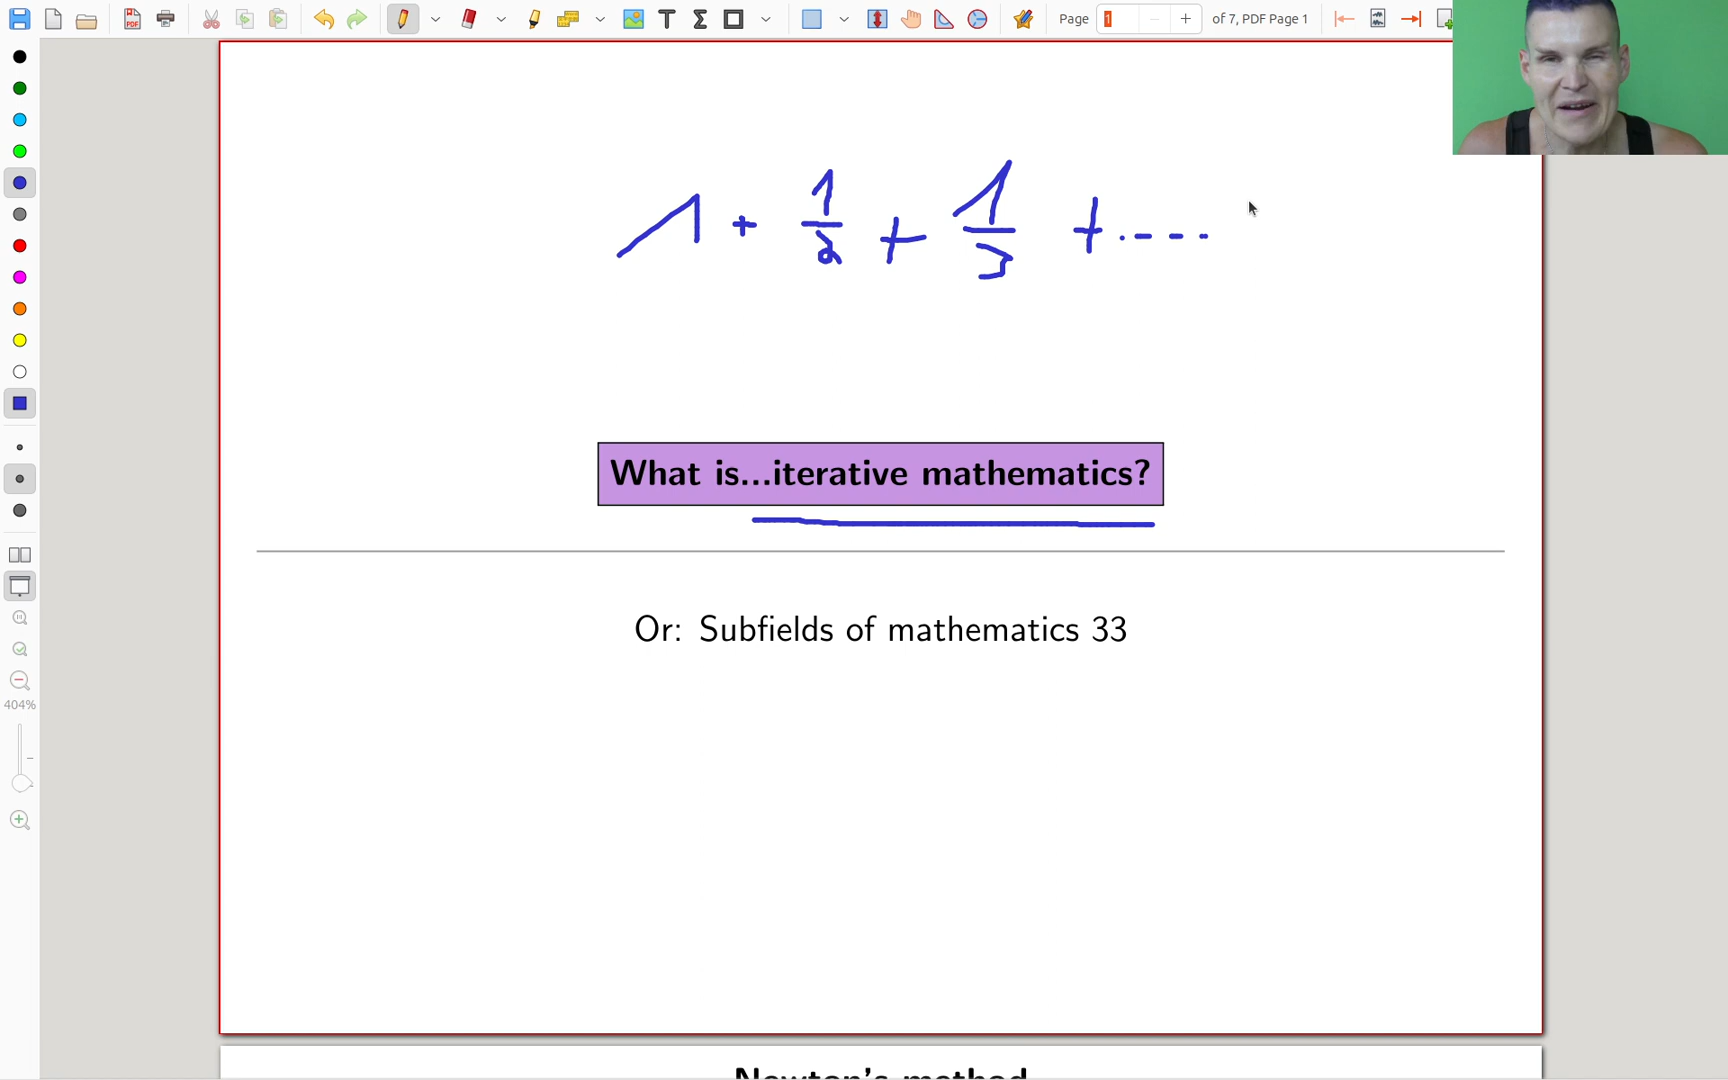 Page 1 of 7, PDF Page 1
1 + 1/2 + 1/3 + ....
What is...iterative mathematics?
Or: Subfields of mathematics 33
404%
Newton's method